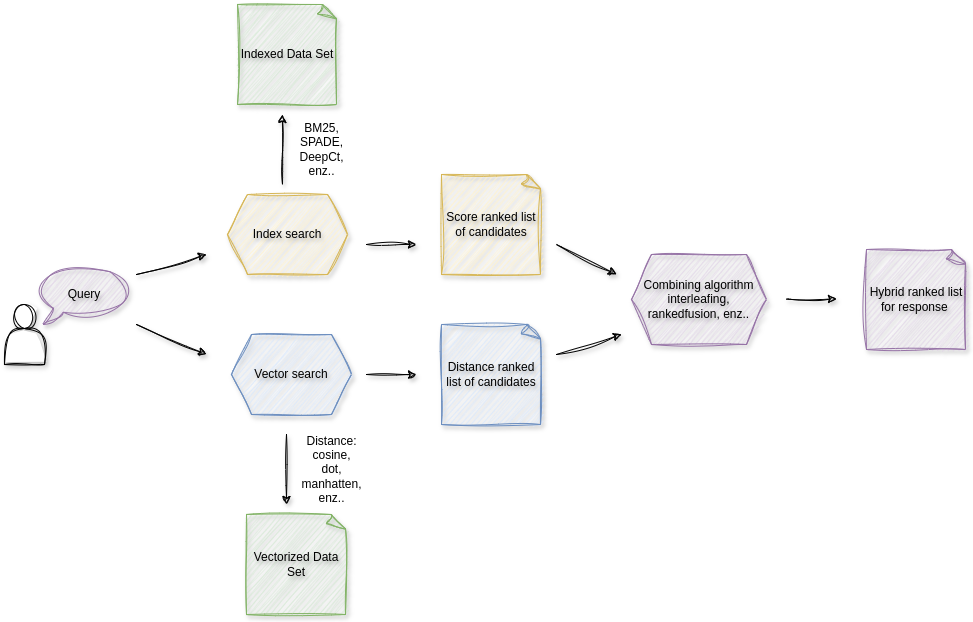 Indexed Data Set
BM25,
SPADE,
DeepCt,
enz..
Index search
Score ranked list
of candidates
Query
Combining algorithm
interleafing,
rankedfusion, enz..
Hybrid ranked list
for response
Vector search
Distance ranked
list of candidates
Distance:
cosine,
dot,
manhatten,
enz..
Vectorized Data
Set